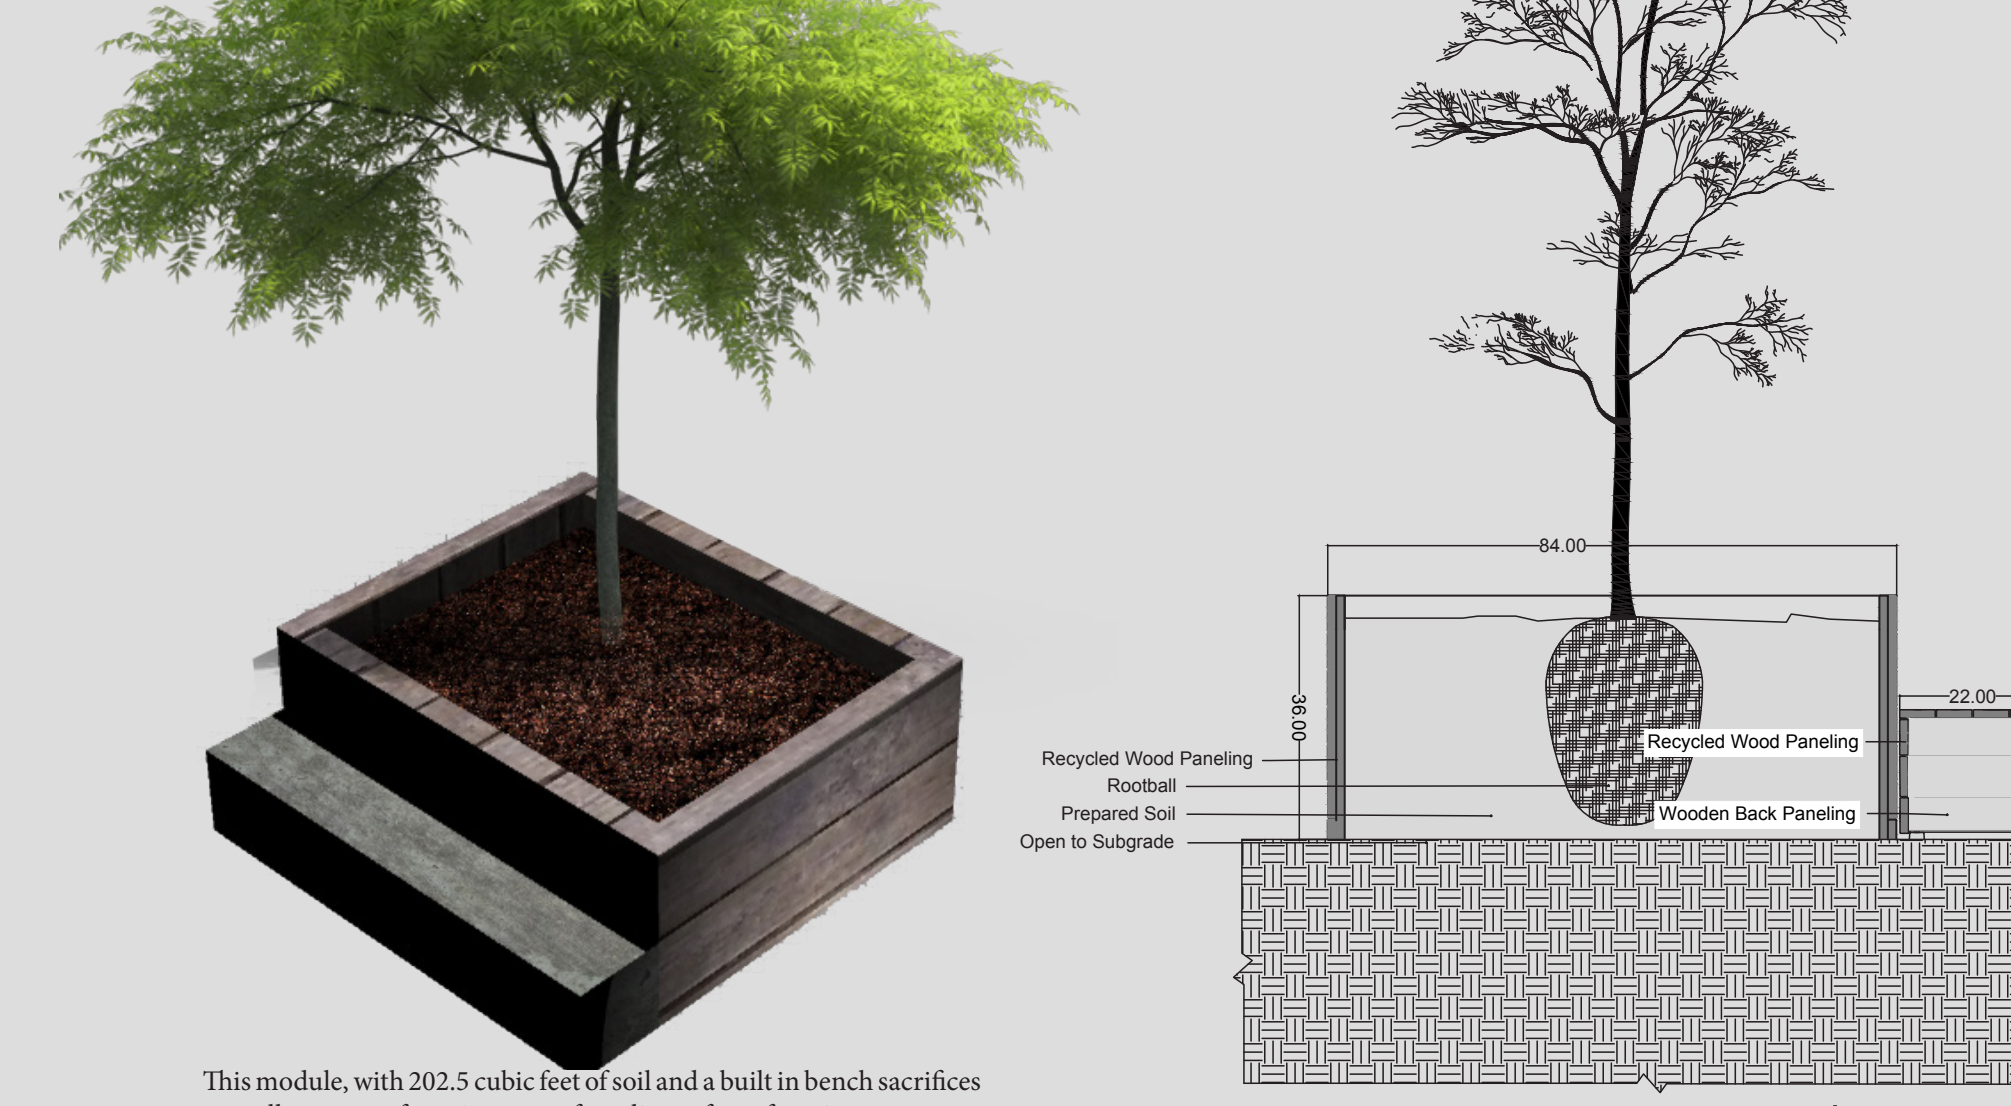 84.00
36.00
22.00
Recycled Wood Paneling
Recycled Wood Paneling
Rootball
Prepared Soil
Wooden Back Paneling
Open to Subgrade
This module, with 202.5 cubic feet of soil and a built in bench sacrifices